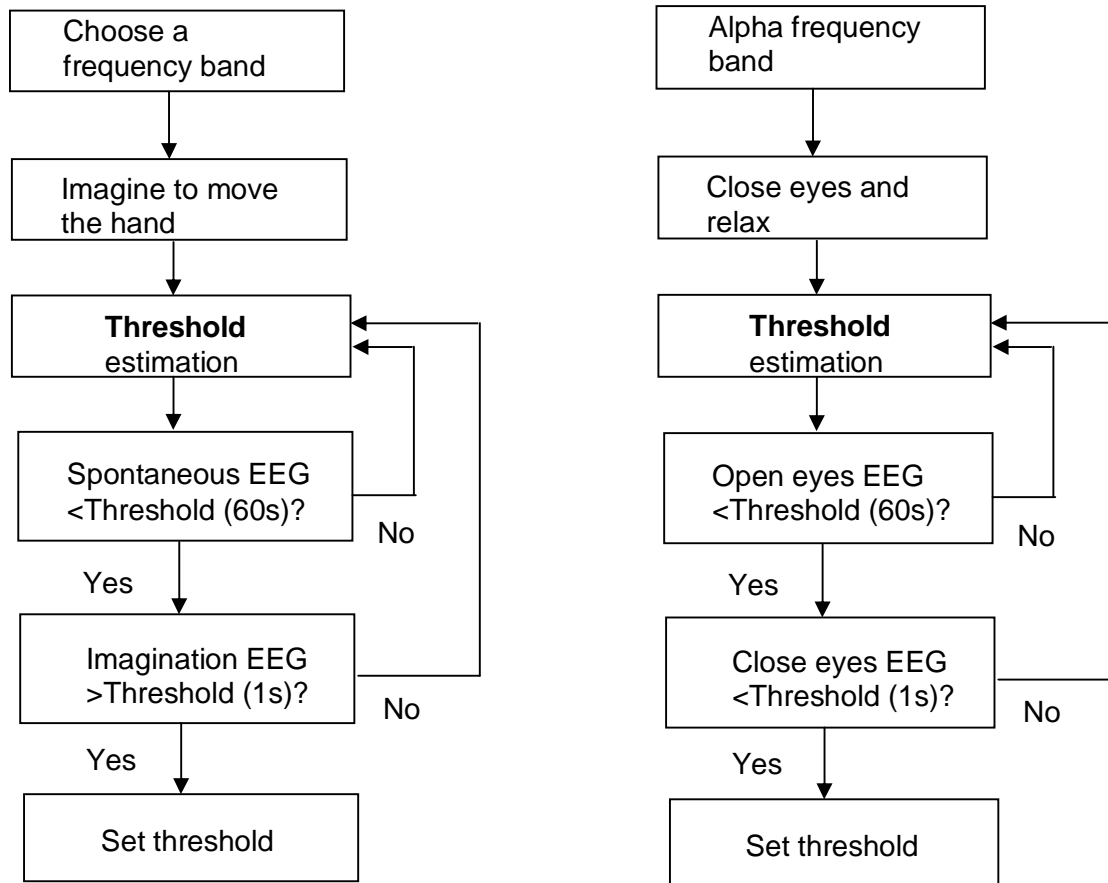 Choose a
frequency band
Imagine to move
the hand
Threshold
estimation
Spontaneous EEG
<Threshold (60s)?
No
Yes
Imagination EEG
>Threshold (1s)?
No
Yes
Set threshold
Alpha frequency
band
Close eyes and
relax
Threshold
estimation
Open eyes EEG
<Threshold (60s)?
No
Yes
Close eyes EEG
<Threshold (1s)?
No
Yes
Set threshold